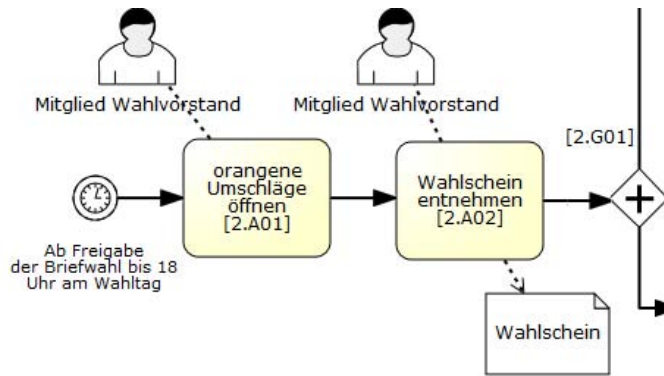 Mitglied Wahlvorstand
Mitglied Wahlvorstand
[2.G01]
orangene
Umschläge
öffnen
[2.A01]
Wahlschein
entnehmen
[2.A02]
Ab Freigabe
der Briefwahl bis 18
Uhr am Wahltag
Wahlschein